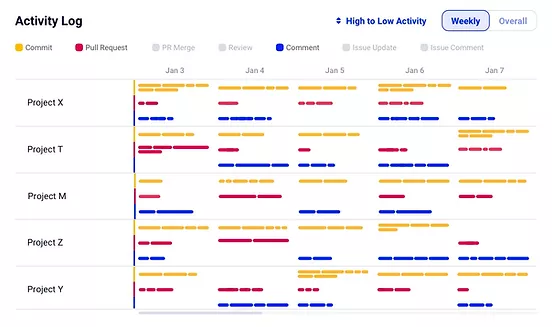 Activity Log
High to Low Activity
Weekly
Overall
Commit
Pull Request
PR Merge
Review
Comment
Issue Update
Issue Comment
Jan 3
Jan 4
Jan 5
Jan 6
Jan 7
Project X
Project T
Project M
Project Z
Project Y